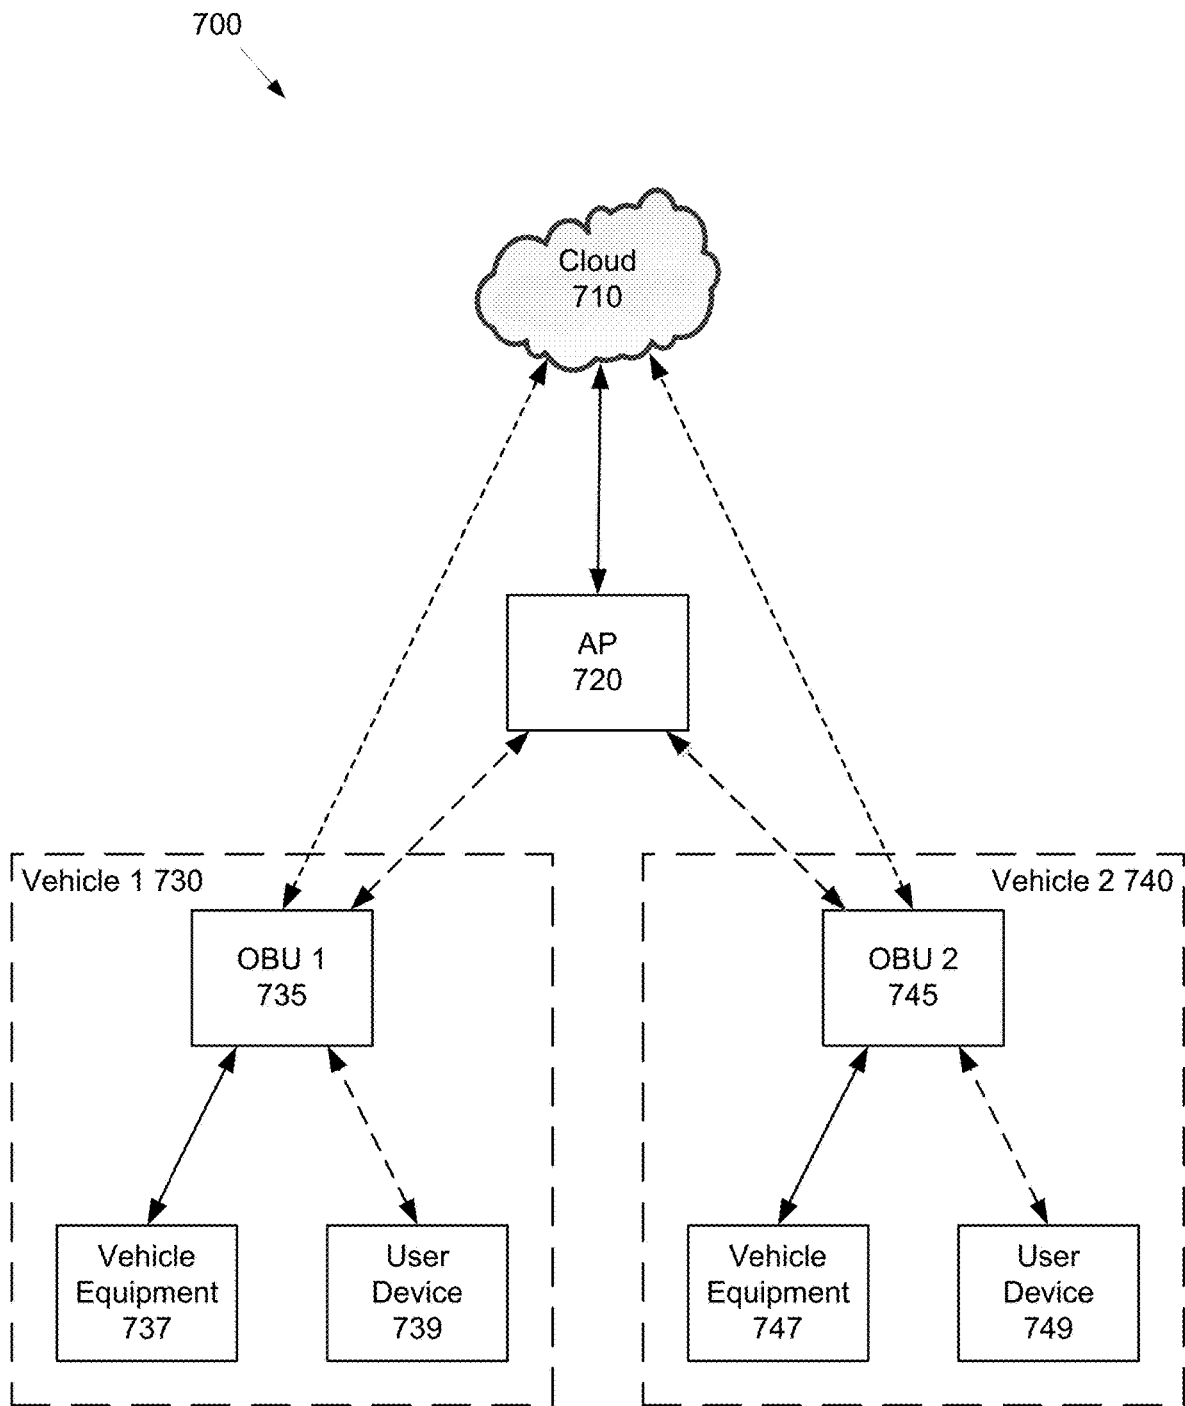 700
Cloud
710
AP
720
Vehicle 1 730
Vehicle 2 740
OBU 1
735
OBU 2
745
Vehicle
Equipment
737
User
Device
739
Vehicle
Equipment
747
User
Device
749